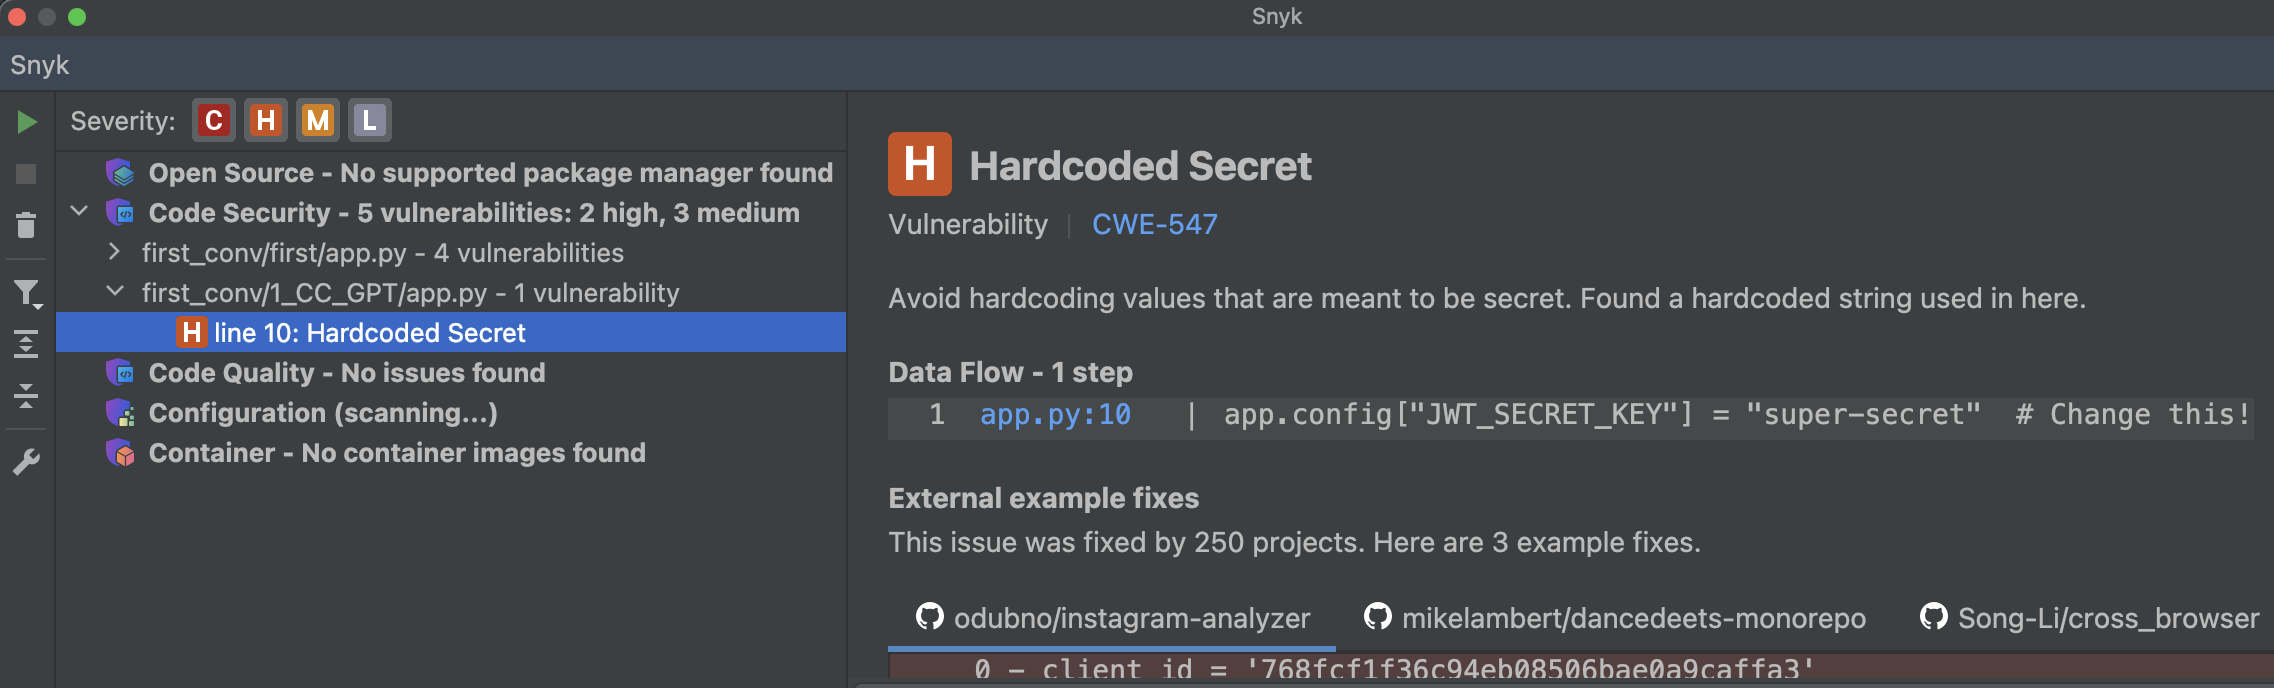 Snyk
Snyk
Severity: C H M L
Open Source - No supported package manager found
Code Security - 5 vulnerabilities: 2 high, 3 medium
first_conv/first/app.py - 4 vulnerabilities
first_conv/1_CC_GPT/app.py - 1 vulnerability
H line 10: Hardcoded Secret
Code Quality - No issues found
Configuration (scanning...)
Container - No container images found
H Hardcoded Secret
Vulnerability | CWE-547
Avoid hardcoding values that are meant to be secret. Found a hardcoded string used in here.
Data Flow - 1 step
1 app.py:10 | app.config["JWT_SECRET_KEY"] = "super-secret" # Change this!
External example fixes
This issue was fixed by 250 projects. Here are 3 example fixes.
odubno/instagram-analyzer mikelambert/dancedeets-monorepo Song-Li/cross_browser
0 - client_id = '768fcf1f36c94eb08506bae0a9caffa3'